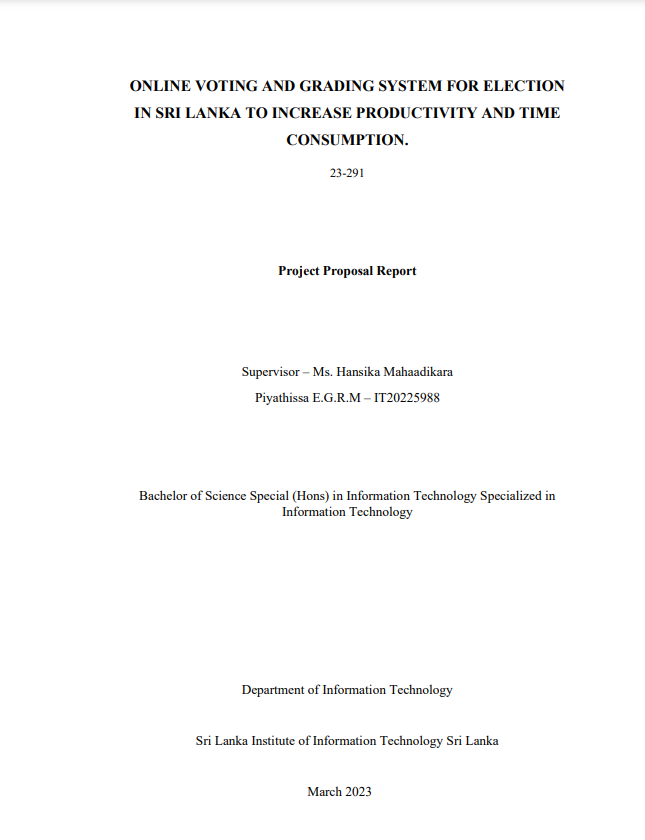 ONLINE VOTING AND GRADING SYSTEM FOR ELECTION
IN SRI LANKA TO INCREASE PRODUCTIVITY AND TIME
CONSUMPTION.
23-291
Project Proposal Report
Supervisor – Ms. Hansika Mahaadikara
Piyathissa E.G.R.M – IT20225988
Bachelor of Science Special (Hons) in Information Technology Specialized in
Information Technology
Department of Information Technology
Sri Lanka Institute of Information Technology Sri Lanka
March 2023